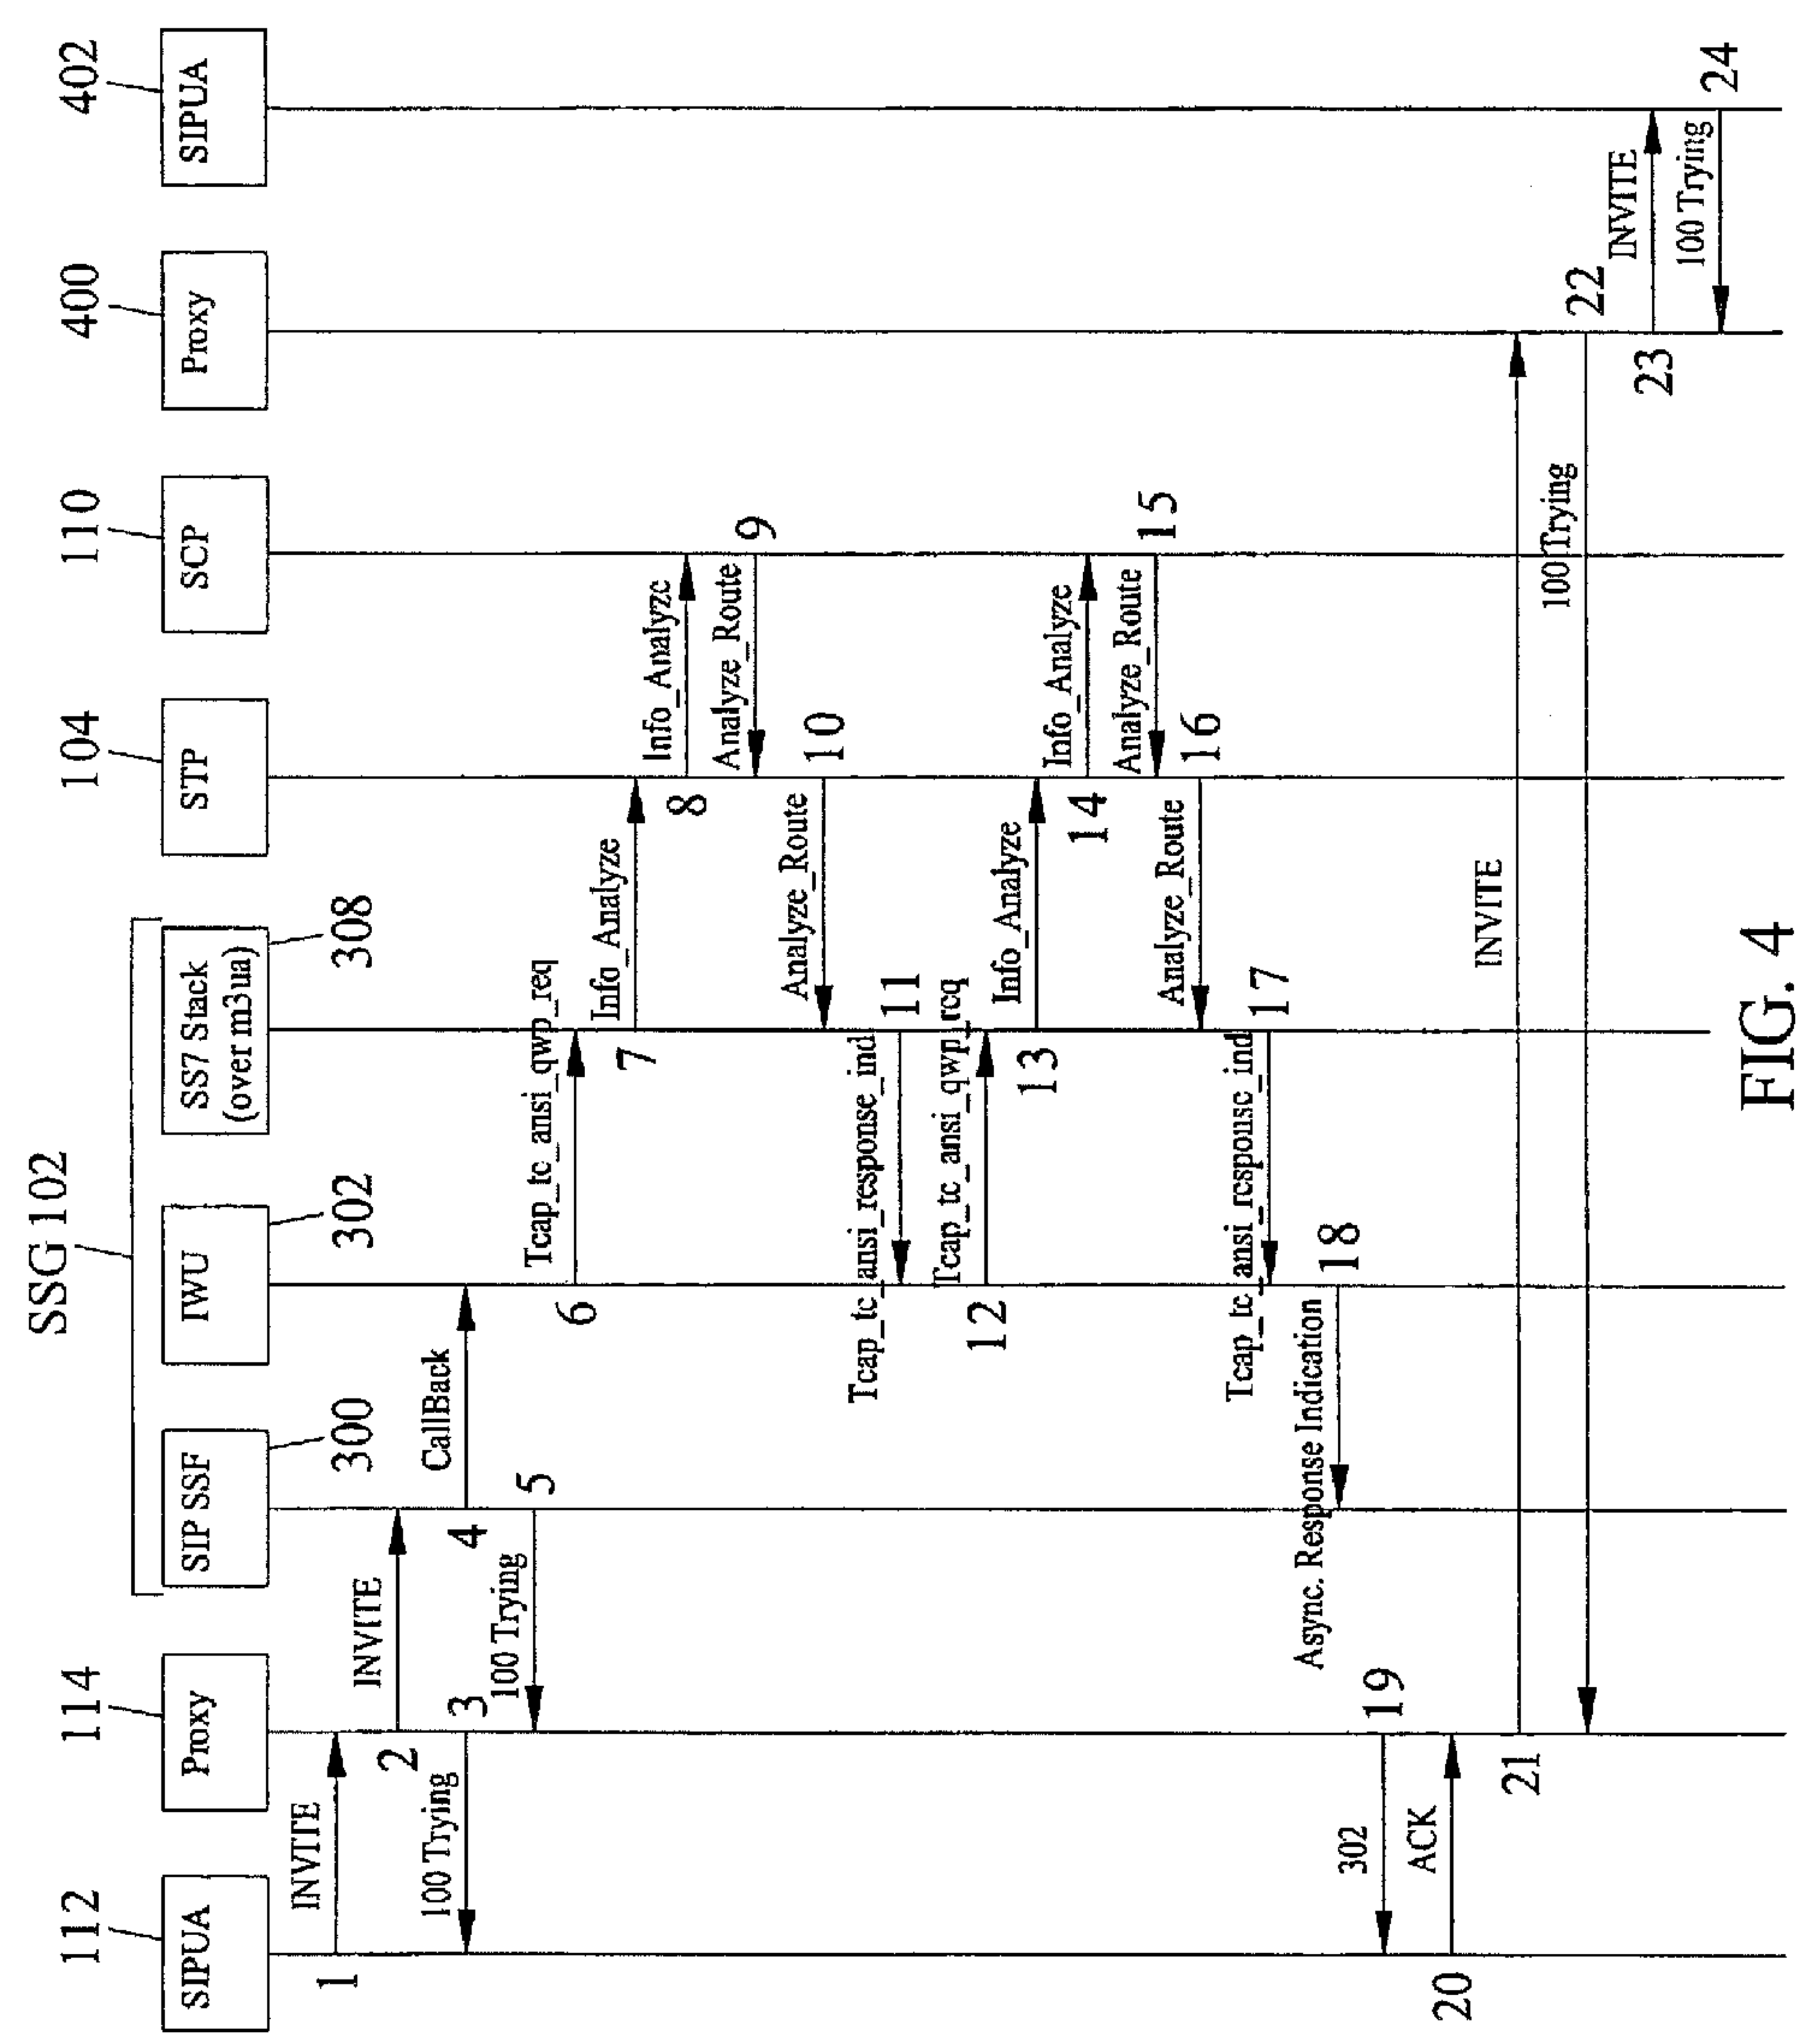 SSG 102
112
114
300
302
308
104
110
400
402
SIPUA
Proxy
SIP SSF
IWU
SS7 Stack
(over m3ua)
STP
SCP
Proxy
SIPUA
1
INVITE
2
INVITE
100 Trying
3
4
CallBack
100 Trying
5
6
Tcap_tc_ansi_qwp_req
7
Info_Analyze
8
Info_Analyze
Analyze_Route
9
Analyze_Route
10
Tcap_tc_ansi_response_ind
11
12
Tcap_tc_ansi_qwp_req
13
Info_Analyze
14
Info_Analyze
Analyze_Route
15
Analyze_Route
16
Tcap_tc_ansi_response_ind
17
Async. Response Indication
18
302
19
20
ACK
21
INVITE
100 Trying
22
23
INVITE
100 Trying
24
FIG. 4